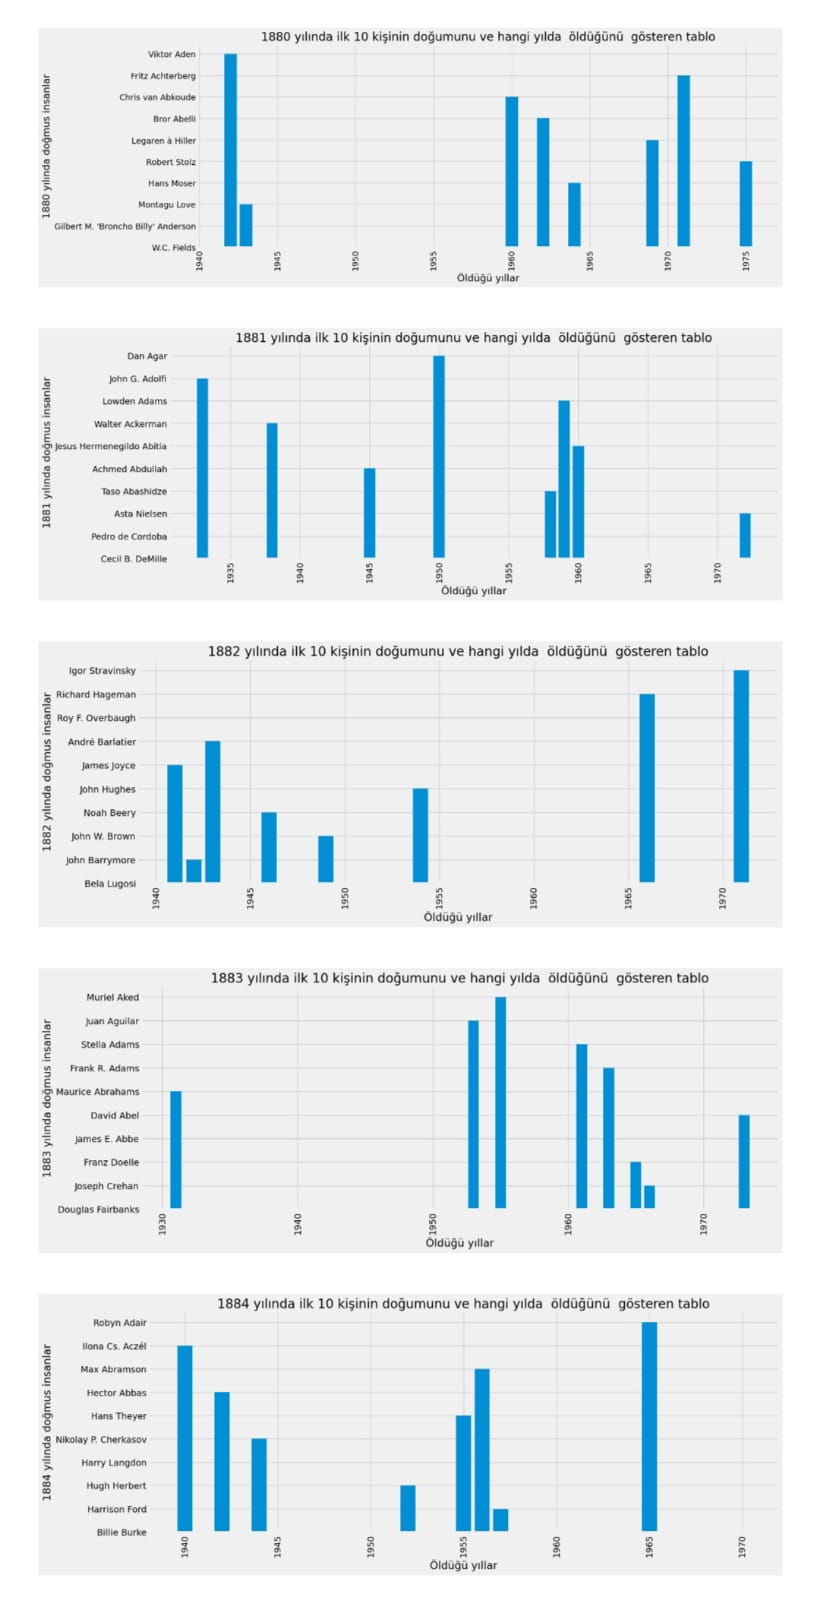 1880 yılında ilk 10 kişinin doğumunu ve hangi yılda  öldüğünü  gösteren tablo
1880 yılında doğmus insanlar
Viktor Aden
Fritz Achterberg
Chris van Abkoude
Bror Abelli
Legaren à Hiller
Robert Stolz
Hans Moser
Montagu Love
Gilbert M. 'Broncho Billy' Anderson
W.C. Fields
1940 1945 1950 1955 1960 1965 1970 1975
Öldüğü yıllar
1881 yılında ilk 10 kişinin doğumunu ve hangi yılda  öldüğünü  gösteren tablo
1881 yılında doğmus insanlar
Dan Agar
John G. Adolfi
Lowden Adams
Walter Ackerman
Jesus Hermenegildo Abitia
Achmed Abdullah
Taso Abashidze
Asta Nielsen
Pedro de Cordoba
Cecil B. DeMille
1935 1940 1945 1950 1955 1960 1965 1970
Öldüğü yıllar
1882 yılında ilk 10 kişinin doğumunu ve hangi yılda  öldüğünü  gösteren tablo
1882 yılında doğmus insanlar
Igor Stravinsky
Richard Hageman
Roy F. Overbaugh
André Barlatier
James Joyce
John Hughes
Noah Beery
John W. Brown
John Barrymore
Bela Lugosi
1940 1945 1950 1955 1960 1965 1970
Öldüğü yıllar
1883 yılında ilk 10 kişinin doğumunu ve hangi yılda  öldüğünü  gösteren tablo
1883 yılında doğmus insanlar
Muriel Aked
Juan Aguilar
Stella Adams
Frank R. Adams
Maurice Abrahams
David Abel
James E. Abbe
Franz Doelle
Joseph Crehan
Douglas Fairbanks
1930 1940 1950 1960 1970
Öldüğü yıllar
1884 yılında ilk 10 kişinin doğumunu ve hangi yılda  öldüğünü  gösteren tablo
1884 yılında doğmus insanlar
Robyn Adair
Ilona Cs. Aczél
Max Abramson
Hector Abbas
Hans Theyer
Nikolay P. Cherkasov
Harry Langdon
Hugh Herbert
Harrison Ford
Billie Burke
1940 1945 1950 1955 1960 1965 1970
Öldüğü yıllar